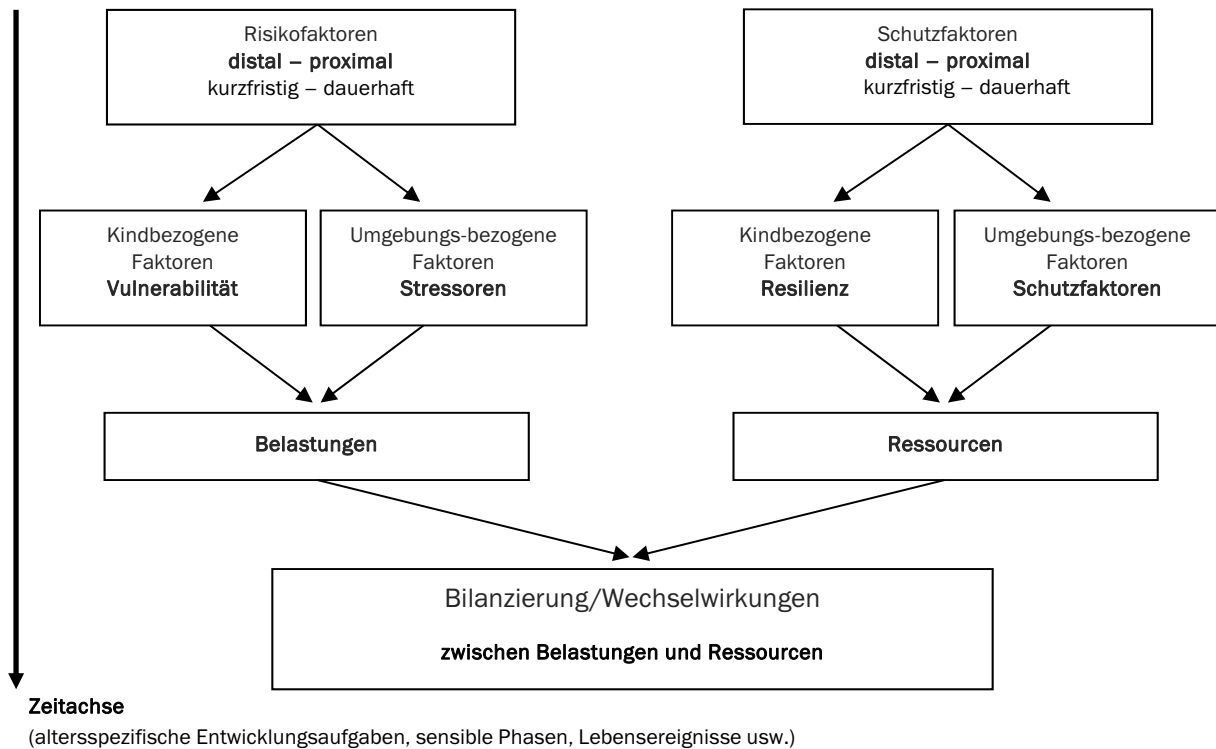 Risikofaktoren
distal – proximal
kurzfristig – dauerhaft
Schutzfaktoren
distal – proximal
kurzfristig – dauerhaft
Kindbezogene
Faktoren
Vulnerabilität
Umgebungs-bezogene
Faktoren
Stressoren
Kindbezogene
Faktoren
Resilienz
Umgebungs-bezogene
Faktoren
Schutzfaktoren
Belastungen
Ressourcen
Bilanzierung/Wechselwirkungen
zwischen Belastungen und Ressourcen
Zeitachse
(altersspezifische Entwicklungsaufgaben, sensible Phasen, Lebensereignisse usw.)